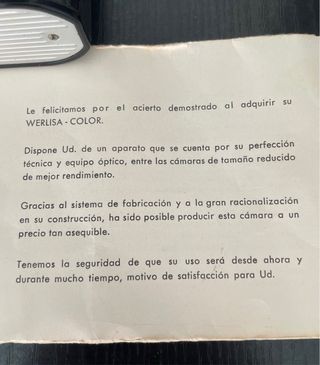 Le felicitamos por el acierto demostrado al adquirir su
WERLISA - COLOR.
Dispone Ud. de un aparato que se cuenta por su perfección
técnica y equipo óptico, entre las cámaras de tamaño reducido
de mejor rendimiento.
Gracias al sistema de fabricación y a la gran racionalización
en su construcción, ha sido posible producir esta cámara a un
precio tan asequible.
Tenemos la seguridad de que su uso será desde ahora y
durante mucho tiempo, motivo de satisfacción para Ud.